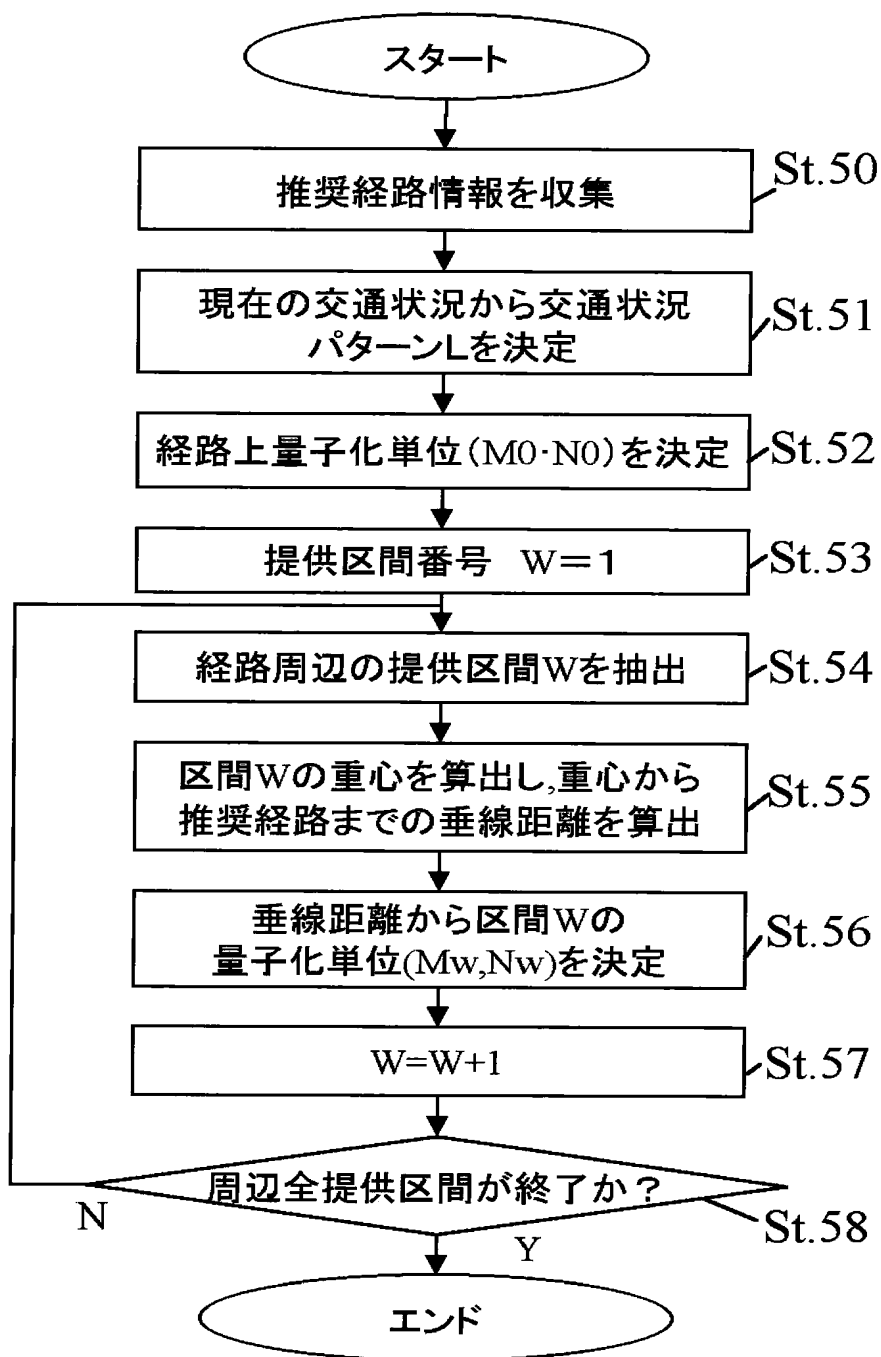 スタート
推奨経路情報を収集
St.50
現在の交通状況から交通状況
パターンLを決定
St.51
経路上量子化単位(M0·N0)を決定
St.52
提供区間番号 W=1
St.53
経路周辺の提供区間Wを抽出
St.54
区間Wの重心を算出し,重心から
推奨経路までの垂線距離を算出
St.55
垂線距離から区間Wの
量子化単位(Mw,Nw)を決定
St.56
W=W+1
St.57
周辺全提供区間が終了か?
St.58
N
Y
エンド